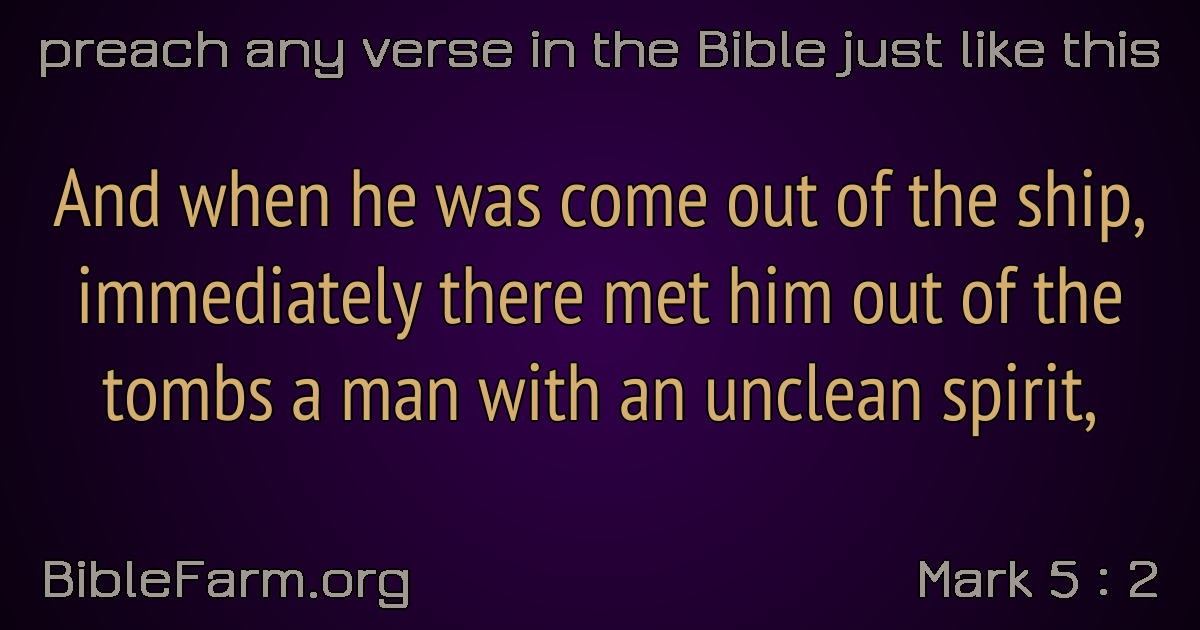 preach any verse in the Bible just like this
And when he was come out of the ship,
immediately there met him out of the
tombs a man with an unclean spirit,
BibleFarm.org
Mark 5 : 2